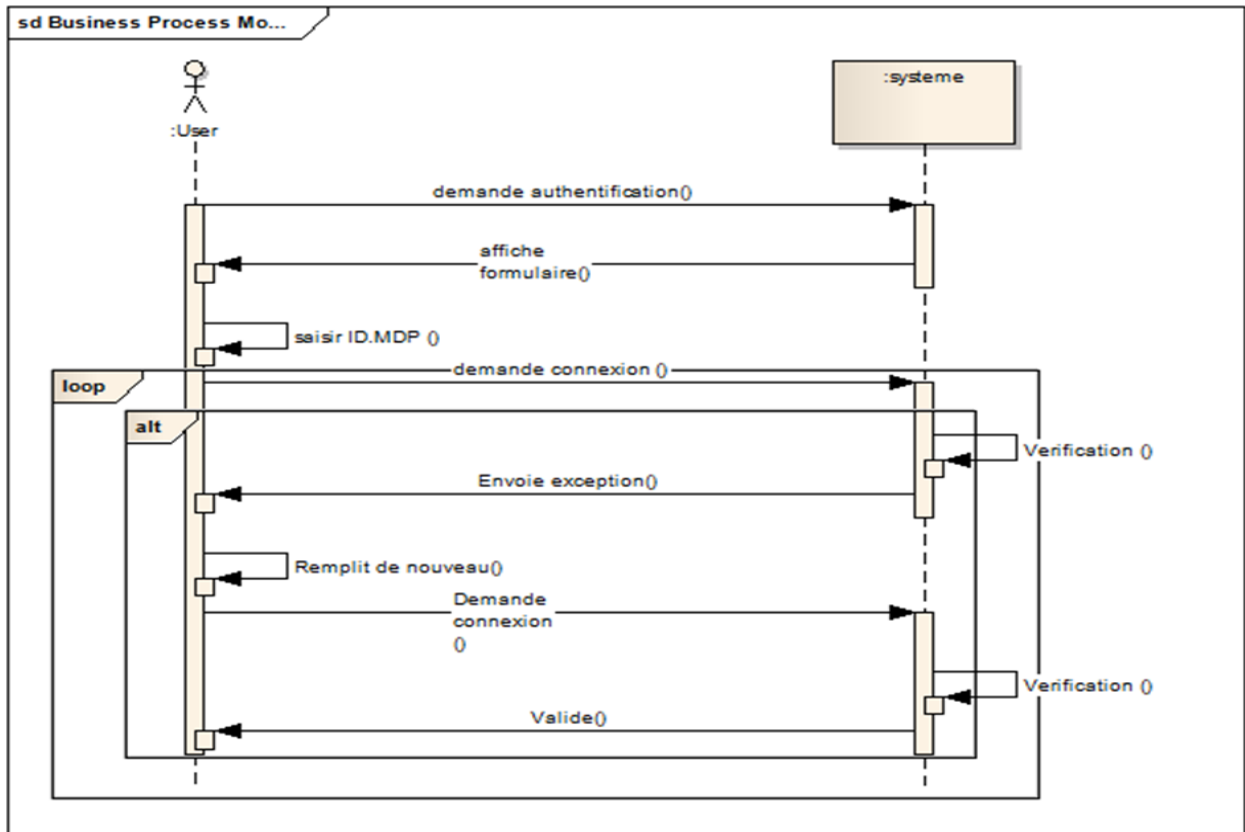 sd Business Process Mo...
:User
:systeme
demande authentification()
affiche
formulaire()
saisir ID.MDP ()
demande connexion ()
loop
alt
Verification ()
Envoie exception()
Remplit de nouveau()
Demande
connexion
()
Verification ()
Valide()